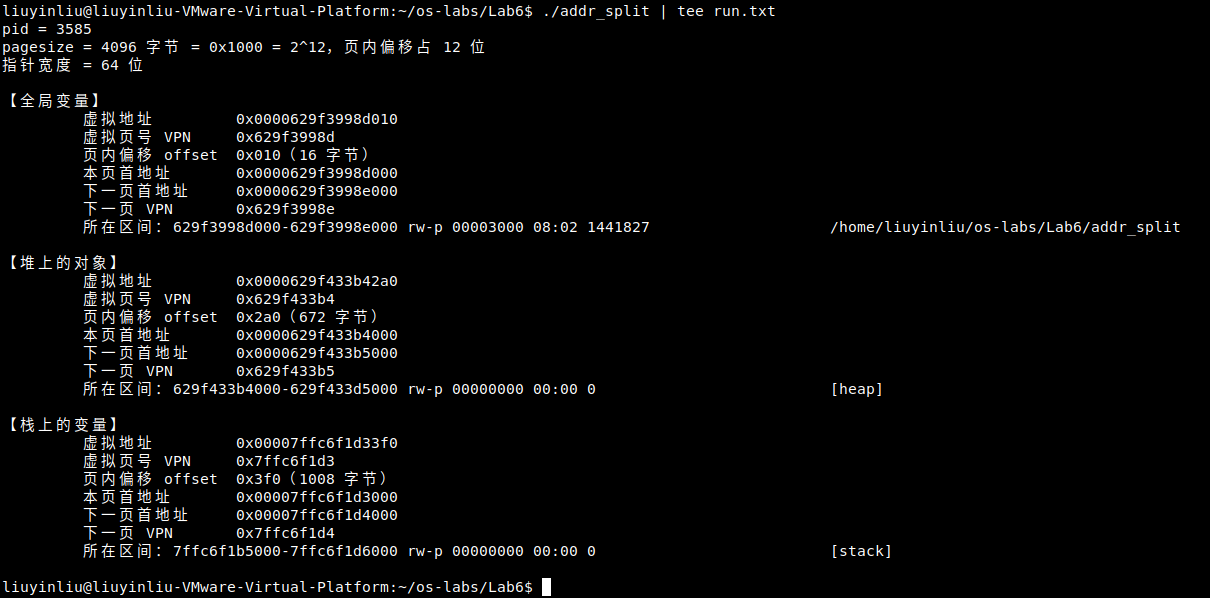 liuyinliu@liuyinliu-VMware-Virtual-Platform:~/os-labs/Lab6$ ./addr_split | tee run.txt
pid = 3585
pagesize = 4096 字节 = 0x1000 = 2^12, 页内偏移占 12 位
指针宽度 = 64 位
【全局变量】
虚拟地址 0x0000629f3998d010
虚拟页号 VPN 0x629f3998d
页内偏移 offset 0x010（16 字节）
本页首地址 0x0000629f3998d000
下一页首地址 0x0000629f3998e000
下一页 VPN 0x629f3998e
所在区间: 629f3998d000-629f3998e000 rw-p 00003000 08:02 1441827 /home/liuyinliu/os-labs/Lab6/addr_split
【堆上的对象】
虚拟地址 0x0000629f433b42a0
虚拟页号 VPN 0x629f433b4
页内偏移 offset 0x2a0（672 字节）
本页首地址 0x0000629f433b4000
下一页首地址 0x0000629f433b5000
下一页 VPN 0x629f433b5
所在区间: 629f433b4000-629f433d5000 rw-p 00000000 00:00 0 [heap]
【栈上的变量】
虚拟地址 0x00007ffc6f1d33f0
虚拟页号 VPN 0x7ffc6f1d3
页内偏移 offset 0x3f0（1008 字节）
本页首地址 0x00007ffc6f1d3000
下一页首地址 0x00007ffc6f1d4000
下一页 VPN 0x7ffc6f1d4
所在区间: 7ffc6f1b5000-7ffc6f1d6000 rw-p 00000000 00:00 0 [stack]
liuyinliu@liuyinliu-VMware-Virtual-Platform:~/os-labs/Lab6$